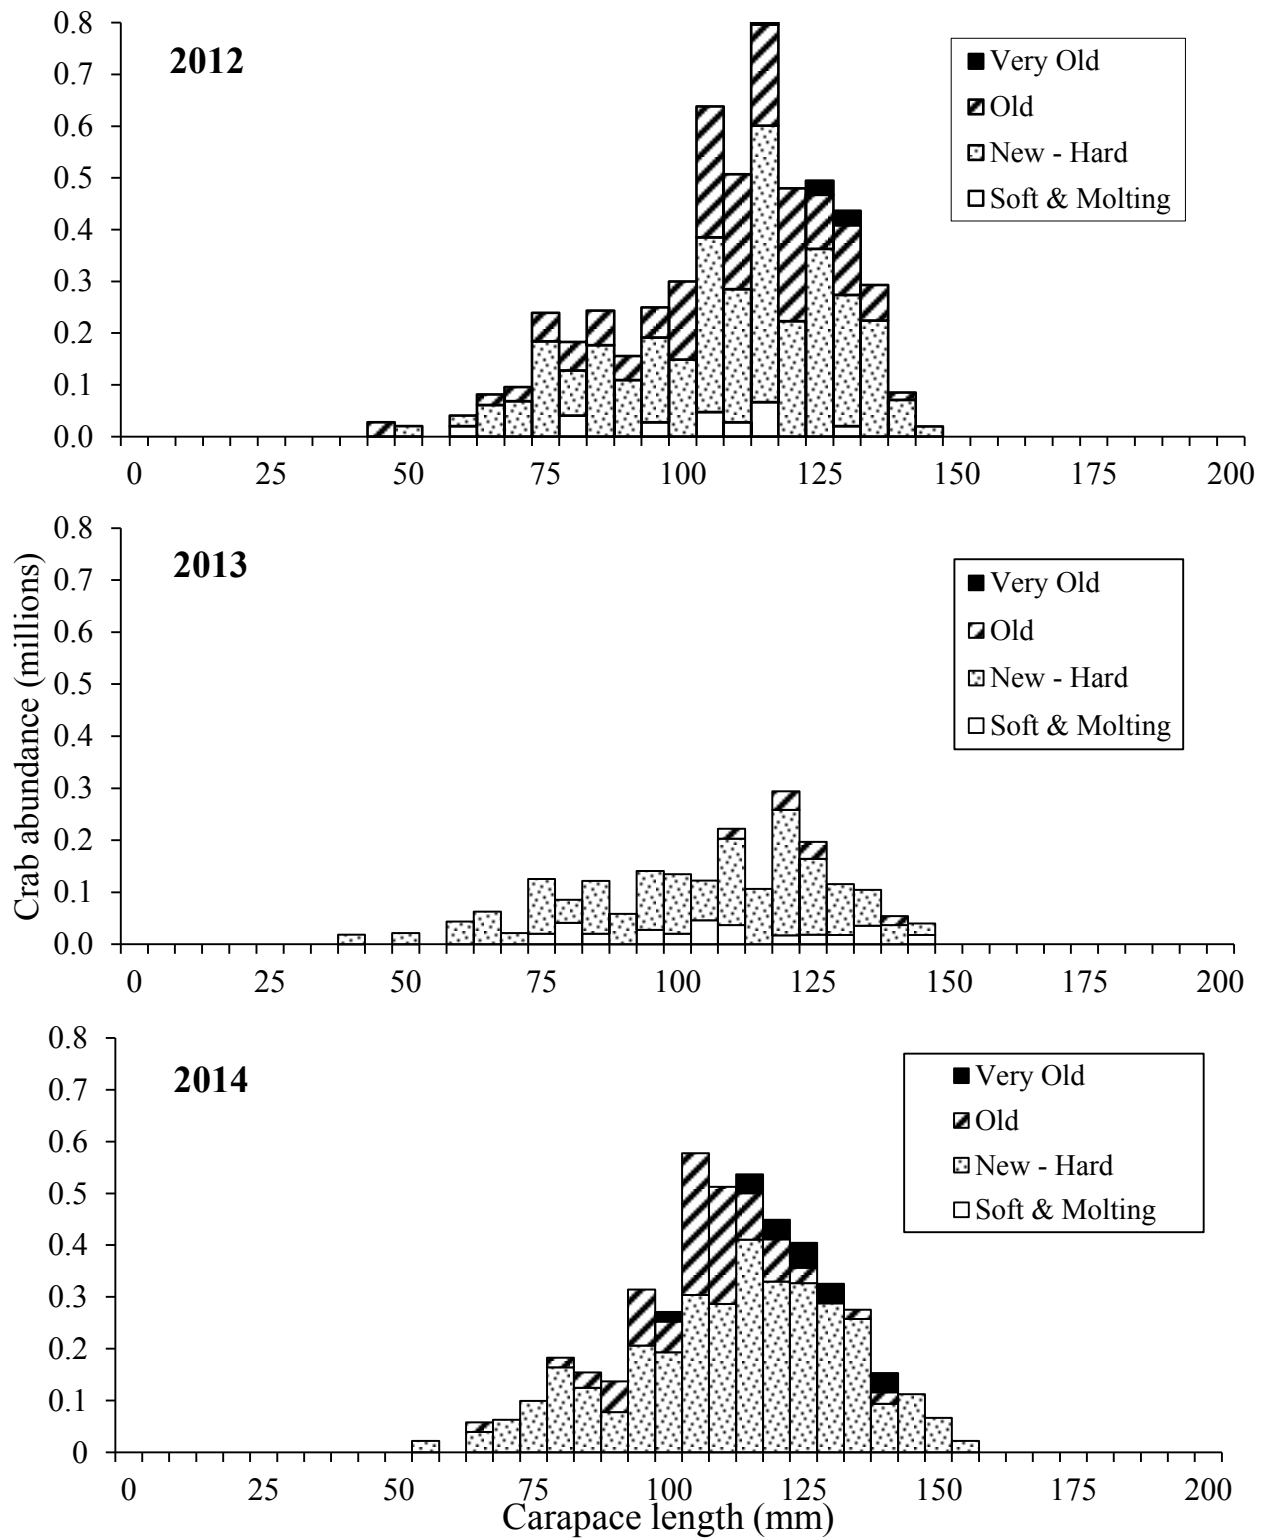 0.8
0.7
0.6
0.5
0.4
0.3
0.2
0.1
0.0
2012
Very Old
Old
New - Hard
Soft & Molting
0 25 50 75 100 125 150 175 200
Crab abundance (millions)
0.8
0.7
0.6
0.5
0.4
0.3
0.2
0.1
0.0
2013
Very Old
Old
New - Hard
Soft & Molting
0 25 50 75 100 125 150 175 200
0.8
0.7
0.6
0.5
0.4
0.3
0.2
0.1
0
2014
Very Old
Old
New - Hard
Soft & Molting
0 25 50 75 100 125 150 175 200
Carapace length (mm)